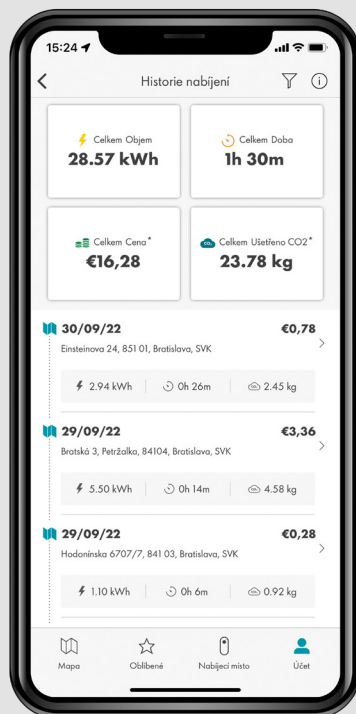 15:24
Historie nabíjení
Celkem Objem
28.57 kWh
Celkem Doba
1h 30m
Celkem Cena*
€16,28
CO₂ Celkem Ušetřeno CO2*
23.78 kg
30/09/22 €0,78
Einsteinova 24, 851 01, Bratislava, SVK
2.94 kWh 0h 26m 2.45 kg
29/09/22 €3,36
Bratská 3, Petržalka, 84104, Bratislava, SVK
5.50 kWh 0h 14m 4.58 kg
29/09/22 €0,28
Hodonínska 6707/7, 841 03, Bratislava, SVK
1.10 kWh 0h 6m 0.92 kg
Mapa Oblíbené Nabíjecí místo Účet